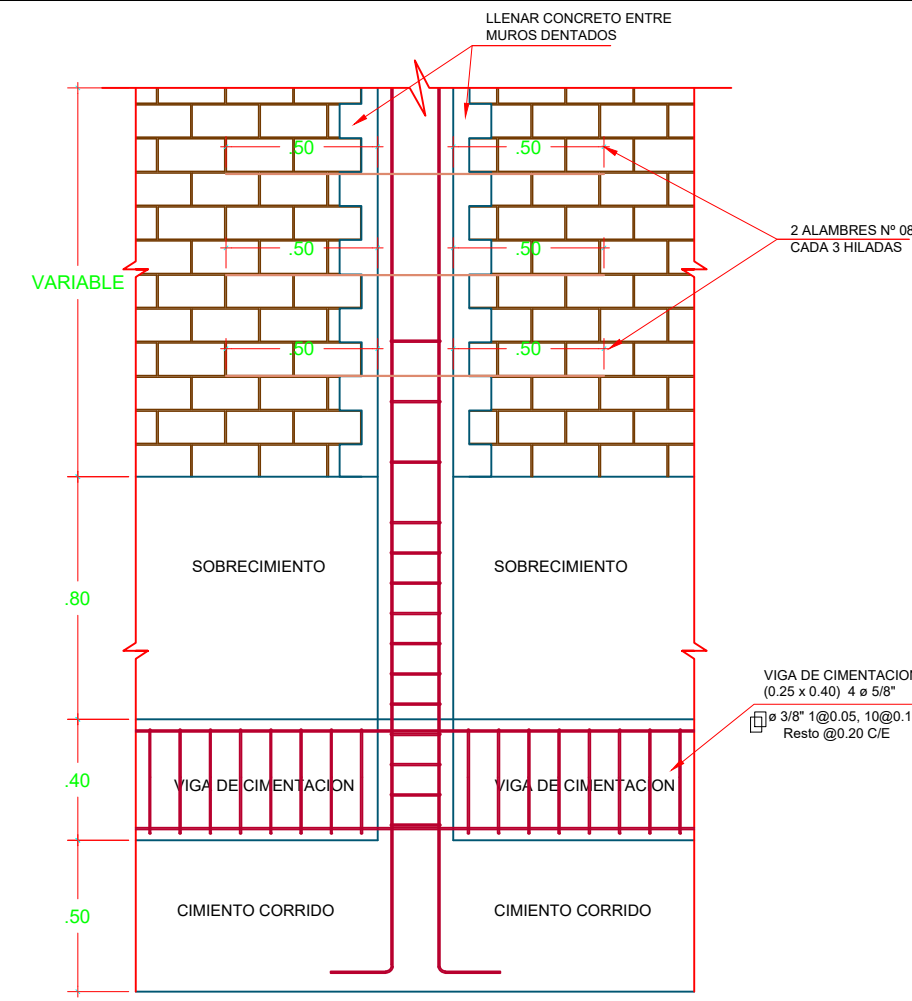 LLENAR CONCRETO ENTRE
MUROS DENTADOS
.50
.50
2 ALAMBRES Nº 08
CADA 3 HILADAS
.50
.50
VARIABLE
.50
.50
SOBRECIMIENTO
SOBRECIMIENTO
.80
VIGA DE CIMENTACION
(0.25 x 0.40) 4 ø 5/8"
ø 3/8" 1@0.05, 10@0.1
Resto @0.20 C/E
.40
VIGA DE CIMENTACION
VIGA DE CIMENTACION
CIMIENTO CORRIDO
CIMIENTO CORRIDO
.50